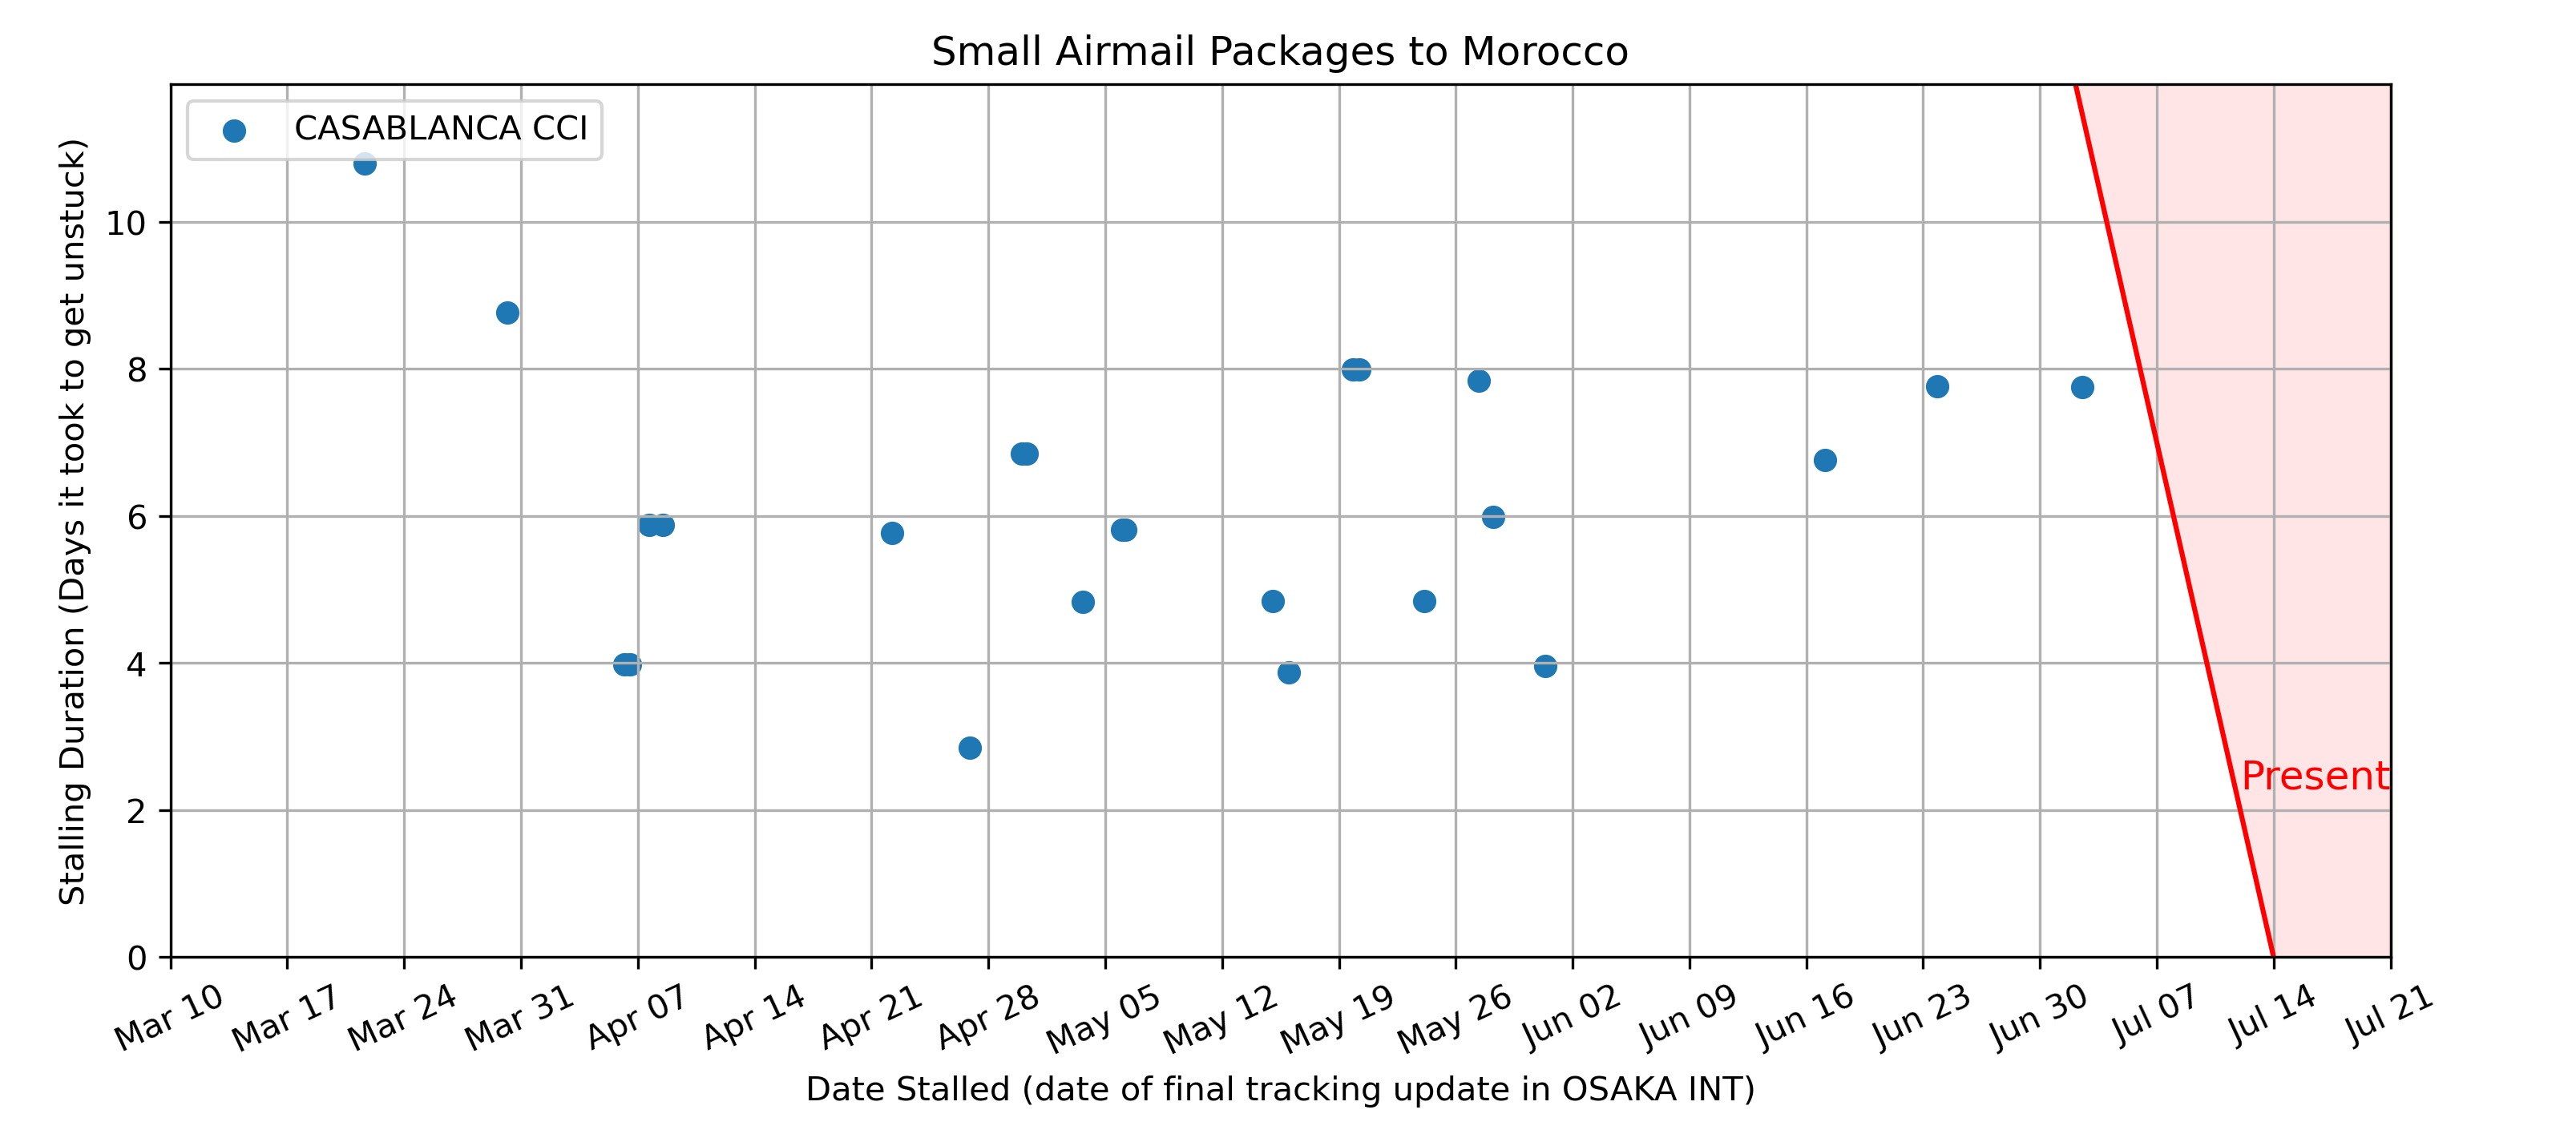 Small Airmail Packages to Morocco
CASABLANCA CCI
Stalling Duration (Days it took to get unstuck)
10
8
6
4
2
0
Present
Mar 10
Mar 17
Mar 24
Mar 31
Apr 07
Apr 14
Apr 21
Apr 28
May 05
May 12
May 19
May 26
Jun 02
Jun 09
Jun 16
Jun 23
Jun 30
Jul 07
Jul 14
Jul 21
Date Stalled (date of final tracking update in OSAKA INT)